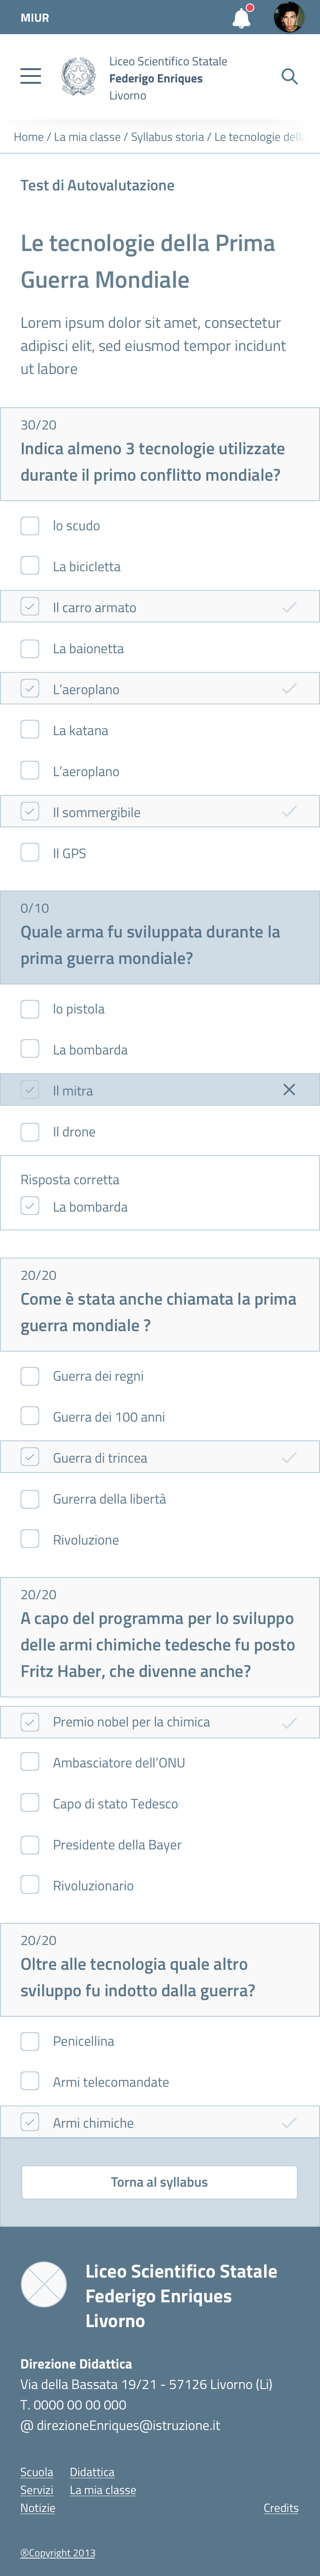 MIUR
Liceo Scientifico Statale
Federigo Enriques
Livorno
Home / La mia classe / Syllabus storia / Le tecnologie della
Test di Autovalutazione
Le tecnologie della Prima
Guerra Mondiale
Lorem ipsum dolor sit amet, consectetur
adipisci elit, sed eiusmod tempor incidunt
ut labore
30/20
Indica almeno 3 tecnologie utilizzate
durante il primo conflitto mondiale?
lo scudo
La bicicletta
Il carro armato
La baionetta
L’aeroplano
La katana
L’aeroplano
Il sommergibile
Il GPS
0/10
Quale arma fu sviluppata durante la
prima guerra mondiale?
lo pistola
La bombarda
Il mitra
Il drone
Risposta corretta
La bombarda
20/20
Come è stata anche chiamata la prima
guerra mondiale ?
Guerra dei regni
Guerra dei 100 anni
Guerra di trincea
Gurerra della libertà
Rivoluzione
20/20
A capo del programma per lo sviluppo
delle armi chimiche tedesche fu posto
Fritz Haber, che divenne anche?
Premio nobel per la chimica
Ambasciatore dell’ONU
Capo di stato Tedesco
Presidente della Bayer
Rivoluzionario
20/20
Oltre alle tecnologia quale altro
sviluppo fu indotto dalla guerra?
Penicellina
Armi telecomandate
Armi chimiche
Torna al syllabus
Liceo Scientifico Statale
Federigo Enriques
Livorno
Direzione Didattica
Via della Bassata 19/21 - 57126 Livorno (Li)
T. 0000 00 00 000
@ direzioneEnriques@istruzione.it
Scuola Didattica
Servizi La mia classe
Notizie Credits
®Copyright 2013